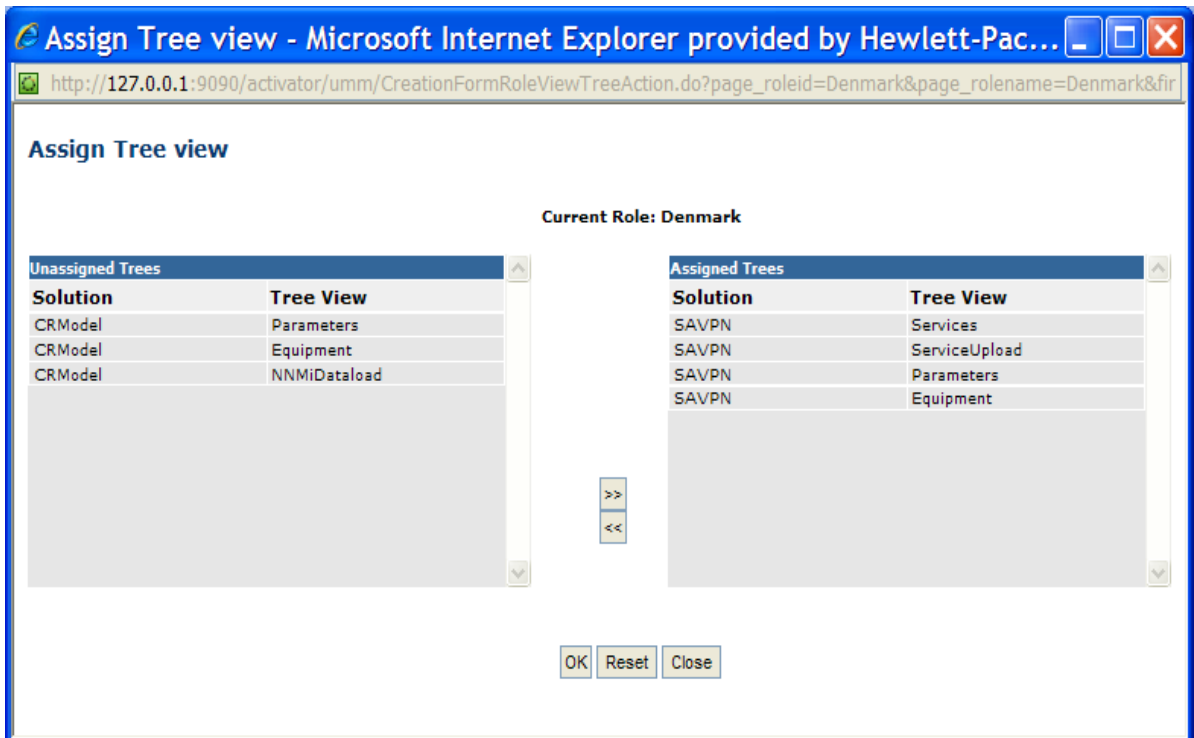 Assign Tree view - Microsoft Internet Explorer provided by Hewlett-Pac...
http://127.0.0.1:9090/activator/umm/CreationFormRoleViewTreeAction.do?page_roleid=Denmark&page_rolename=Denmark&fir
Assign Tree view
Current Role: Denmark
Unassigned Trees
Solution Tree View
CRModel Parameters
CRModel Equipment
CRModel NNMiDataload
>>
<<
Assigned Trees
Solution Tree View
SAVPN Services
SAVPN ServiceUpload
SAVPN Parameters
SAVPN Equipment
OK Reset Close